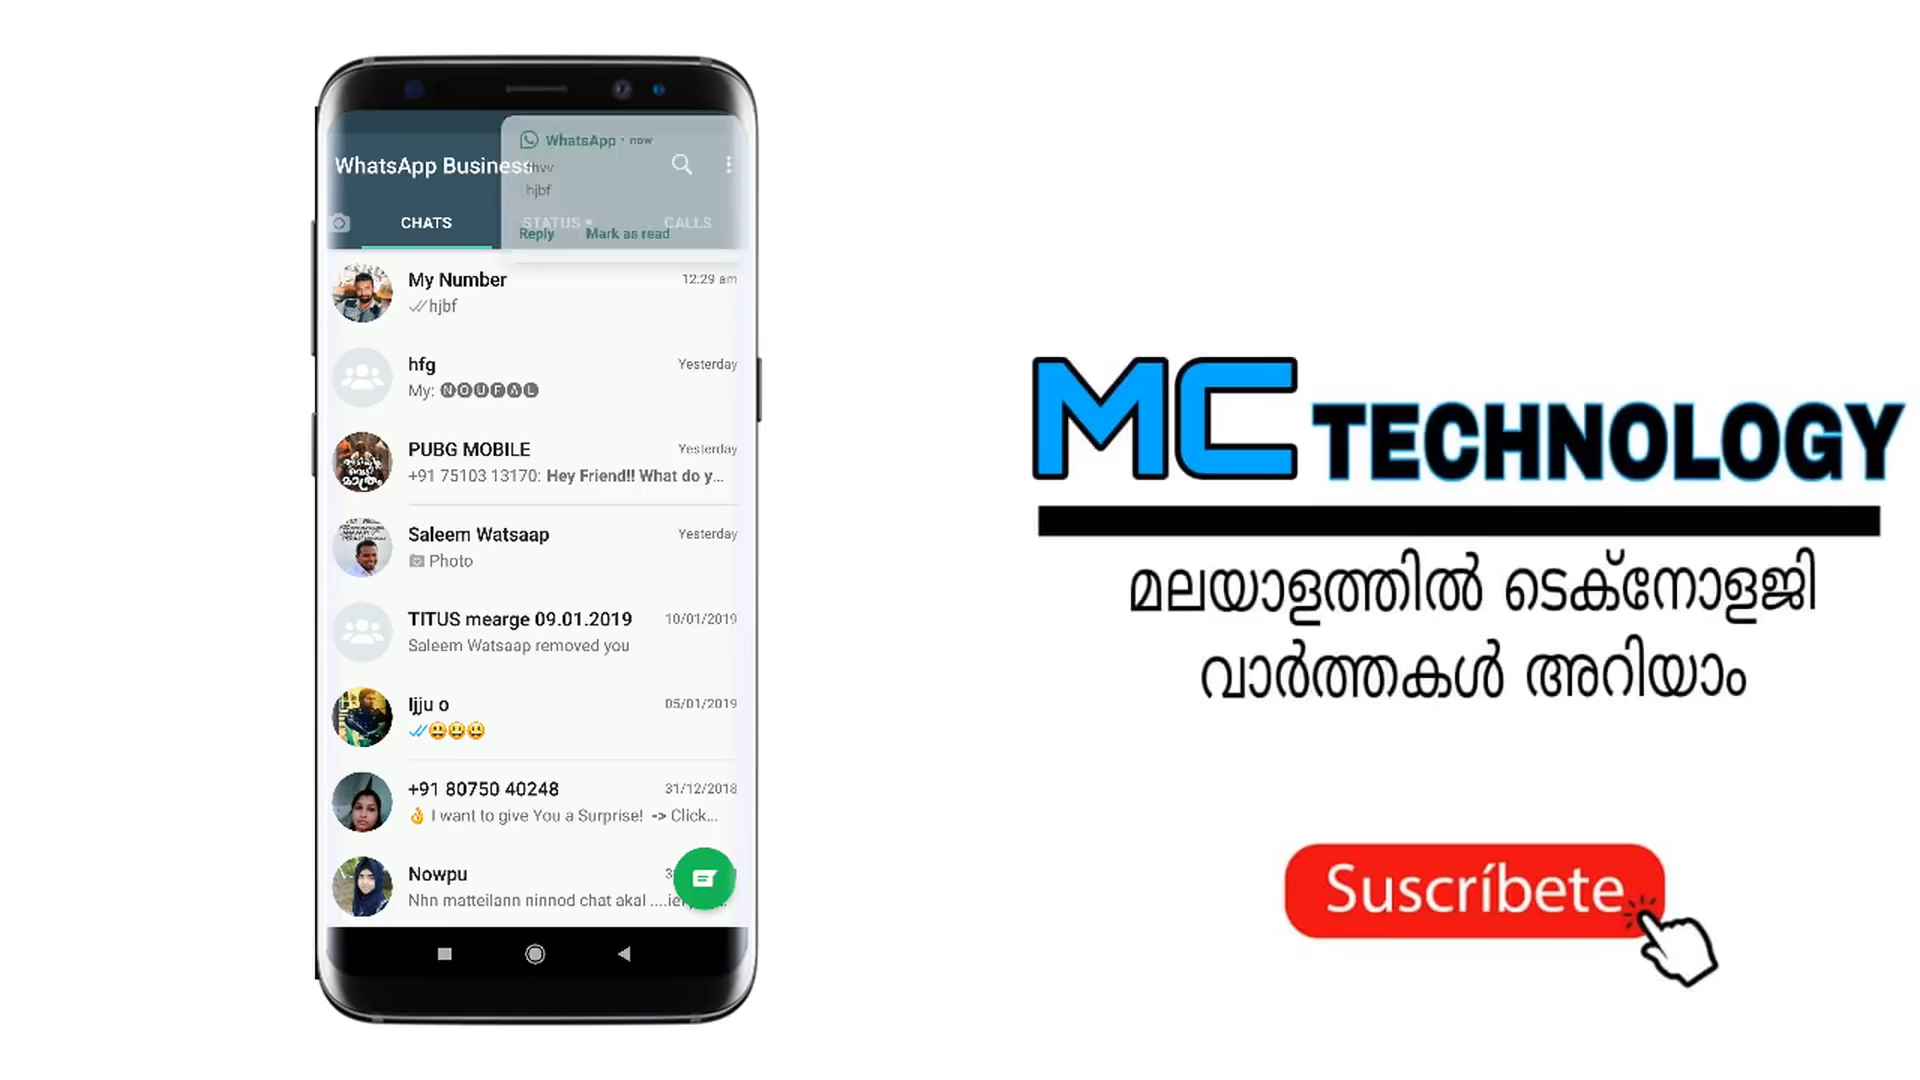 WhatsApp • now
WhatsApp Business
hjbf
CHATS
STATUS
CALLS
Reply
Mark as read
My Number
12:29 am
hjbf
hfg
Yesterday
My: 🅝🅞🅤🅕🅐🅛
PUBG MOBILE
Yesterday
+91 75103 13170: Hey Friend!! What do y...
Saleem Watsaap
Yesterday
Photo
TITUS mearge 09.01.2019
10/01/2019
Saleem Watsaap removed you
Ijju o
05/01/2019
😃😃😃
+91 80750 40248
31/12/2018
👌 I want to give You a Surprise! -> Click...
Nowpu
Nhn matteilann ninnod chat akal
MC TECHNOLOGY
മലയാളത്തിൽ ടെക്നോളജി
വാർത്തകൾ അറിയാം
Suscríbete